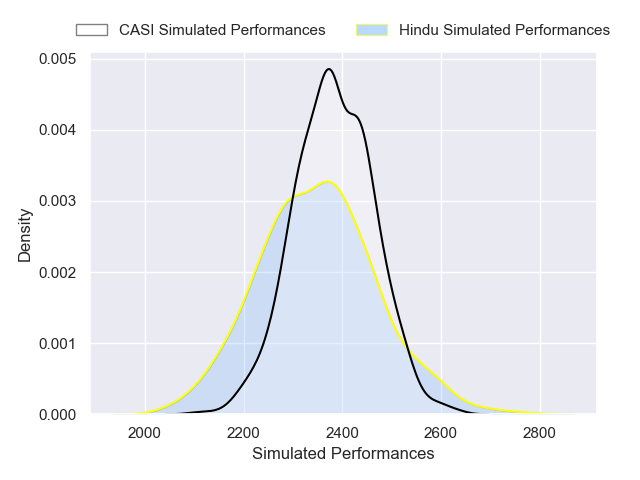 CASI Simulated Performances Hindu Simulated Performances
0.005
0.004
0.003
0.002
0.001
0.000
Density
2000 2200 2400 2600 2800
Simulated Performances